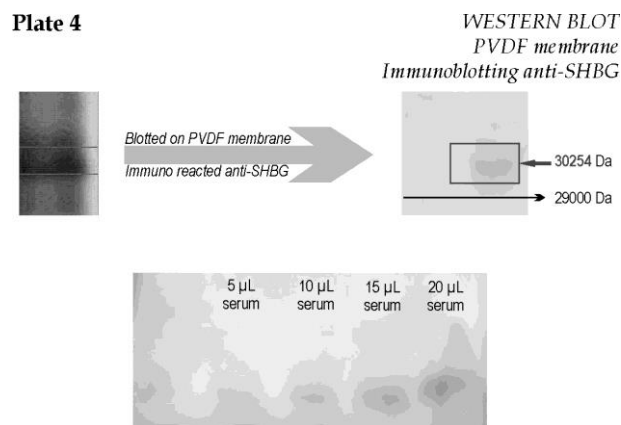 Plate 4
WESTERN BLOT
PVDF membrane
Immunoblotting anti-SHBG
Blotted on PVDF membrane
Immuno reacted anti-SHBG
30254 Da
29000 Da
5 µL
serum
10 µL
serum
15 µL
serum
20 µL
serum